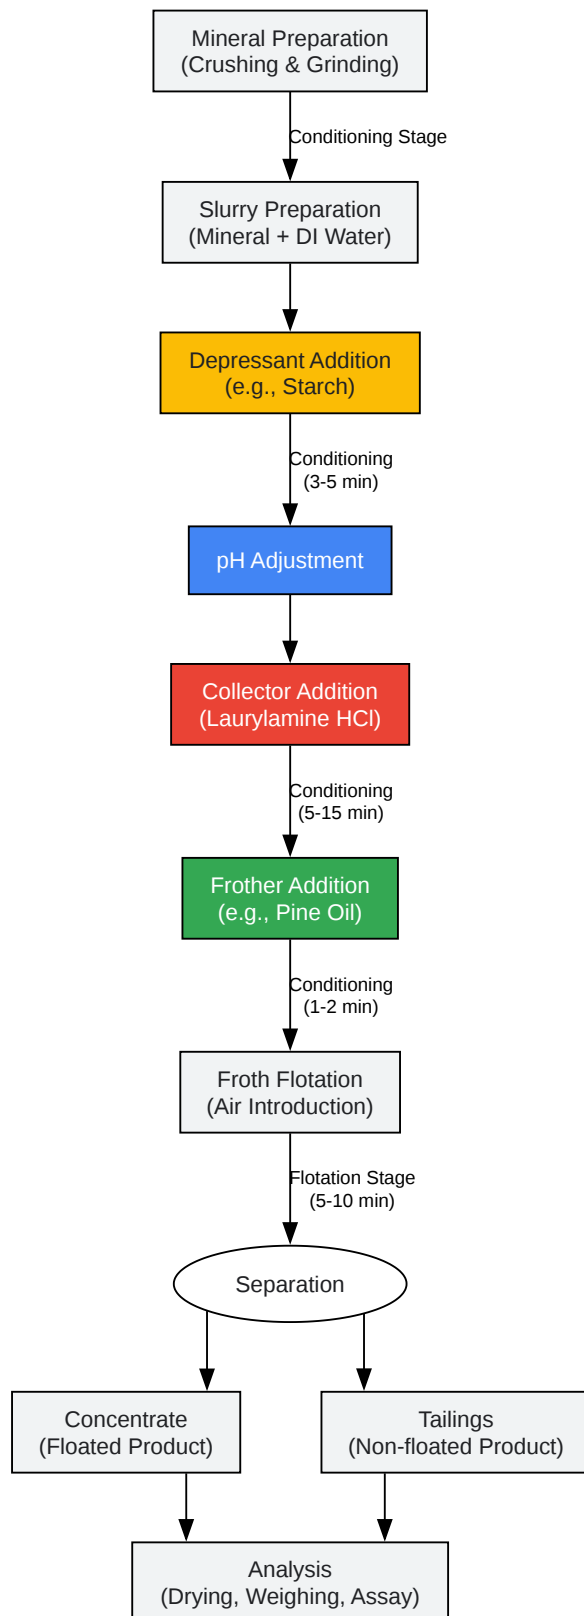 Mineral Preparation
(Crushing & Grinding)
Conditioning Stage
Slurry Preparation
(Mineral + DI Water)
Depressant Addition
(e.g., Starch)
Conditioning
(3-5 min)
pH Adjustment
Collector Addition
(Laurylamine HCl)
Conditioning
(5-15 min)
Frother Addition
(e.g., Pine Oil)
Conditioning
(1-2 min)
Froth Flotation
(Air Introduction)
Flotation Stage
(5-10 min)
Separation
Concentrate
(Floated Product)
Tailings
(Non-floated Product)
Analysis
(Drying, Weighing, Assay)